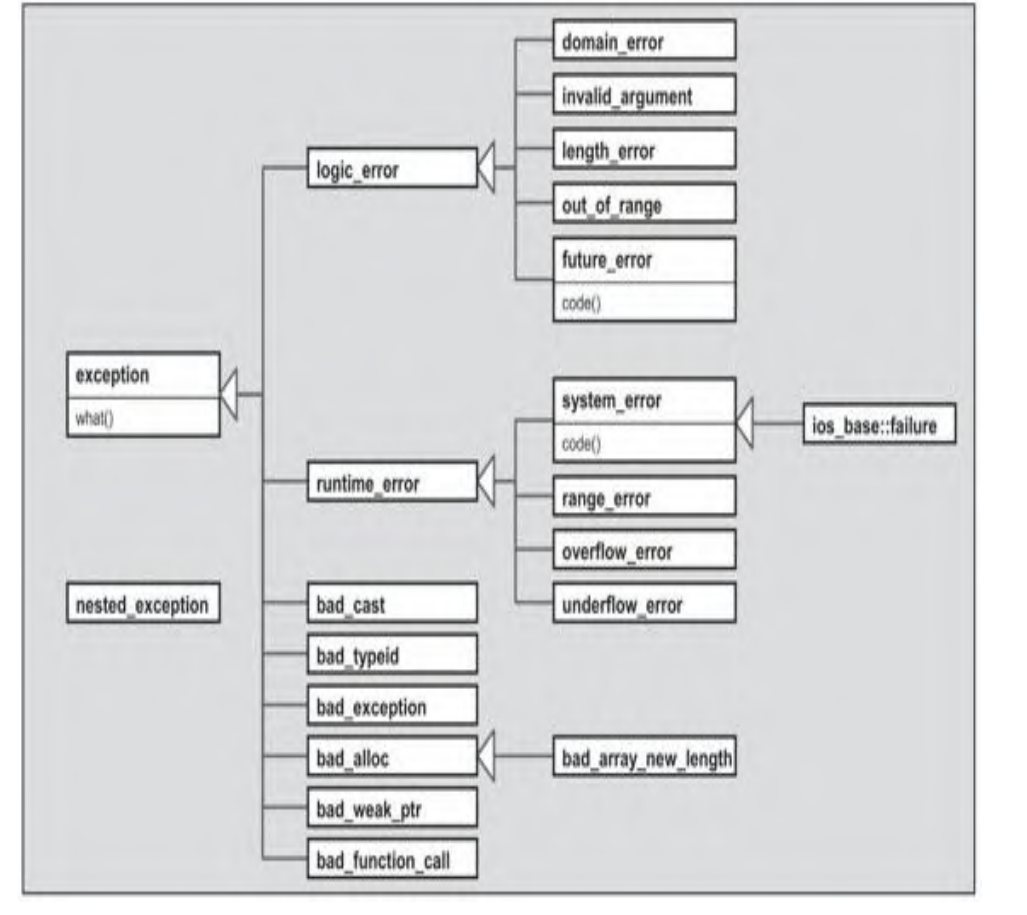 domain_error
invalid_argument
length_error
out_of_range
future_error
code()
logic_error
exception
what()
system_error
code()
ios_base::failure
runtime_error
range_error
overflow_error
underflow_error
nested_exception
bad_cast
bad_typeid
bad_exception
bad_alloc
bad_array_new_length
bad_weak_ptr
bad_function_call